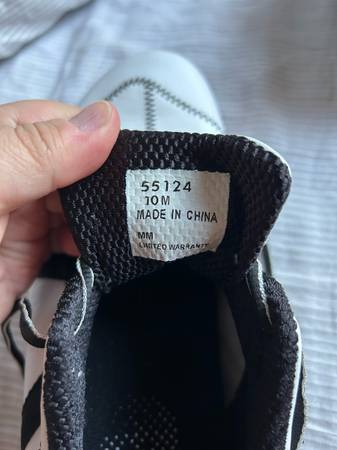 55124
10M
MADE IN CHINA
MM
LIMITED WARRANTY